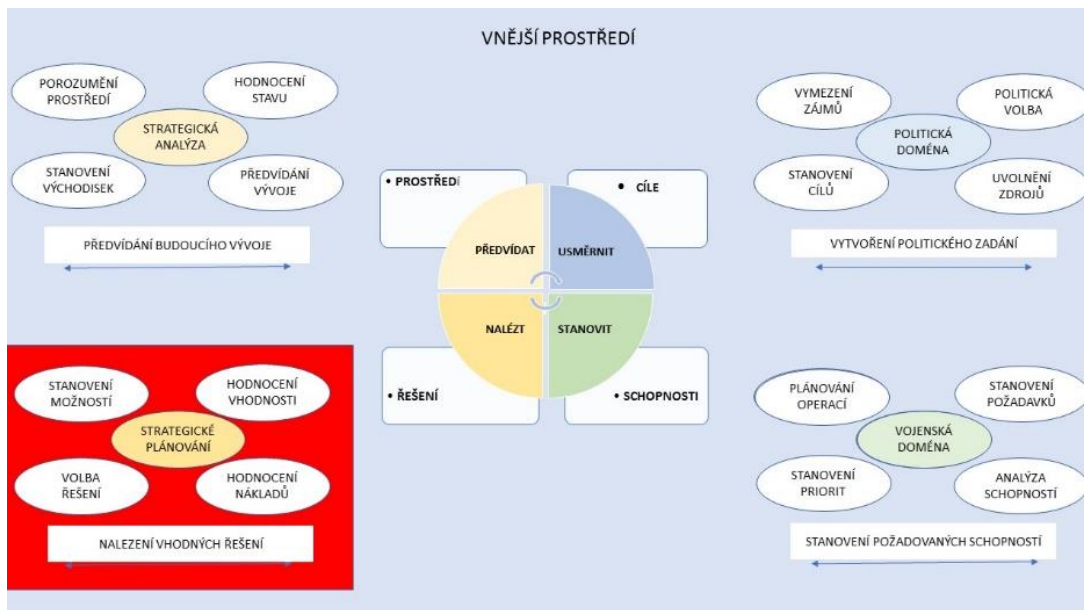 VNĚJŠÍ PROSTŘEDÍ
POROZUMĚNÍ
PROSTŘEDÍ
HODNOCENÍ
STAVU
STRATEGICKÁ
ANALÝZA
STANOVENÍ
VÝCHODISEK
PŘEDVÍDÁNÍ
VÝVOJE
PŘEDVÍDÁNÍ BUDOUCÍHO VÝVOJE
VYMEZENÍ
ZÁJMŮ
POLITICKÁ
VOLBA
POLITICKÁ
DOMÉNA
STANOVENÍ
CÍLŮ
UVOLNĚNÍ
ZDROJŮ
VYTVOŘENÍ POLITICKÉHO ZADÁNÍ
• PROSTŘEDÍ
• CÍLE
PŘEDVÍDAT
USMĚRNIT
NALÉZT
STANOVIT
• ŘEŠENÍ
• SCHOPNOSTI
STANOVENÍ
MOŽNOSTÍ
HODNOCENÍ
VHODNOSTI
STRATEGICKÉ
PLÁNOVÁNÍ
VOLBA
ŘEŠENÍ
HODNOCENÍ
NÁKLADŮ
NALEZENÍ VHODNÝCH ŘEŠENÍ
PLÁNOVÁNÍ
OPERACÍ
STANOVENÍ
POŽADAVKŮ
VOJENSKÁ
DOMÉNA
STANOVENÍ
PRIORIT
ANALÝZA
SCHOPNOSTÍ
STANOVENÍ POŽADOVANÝCH SCHOPNOSTÍ